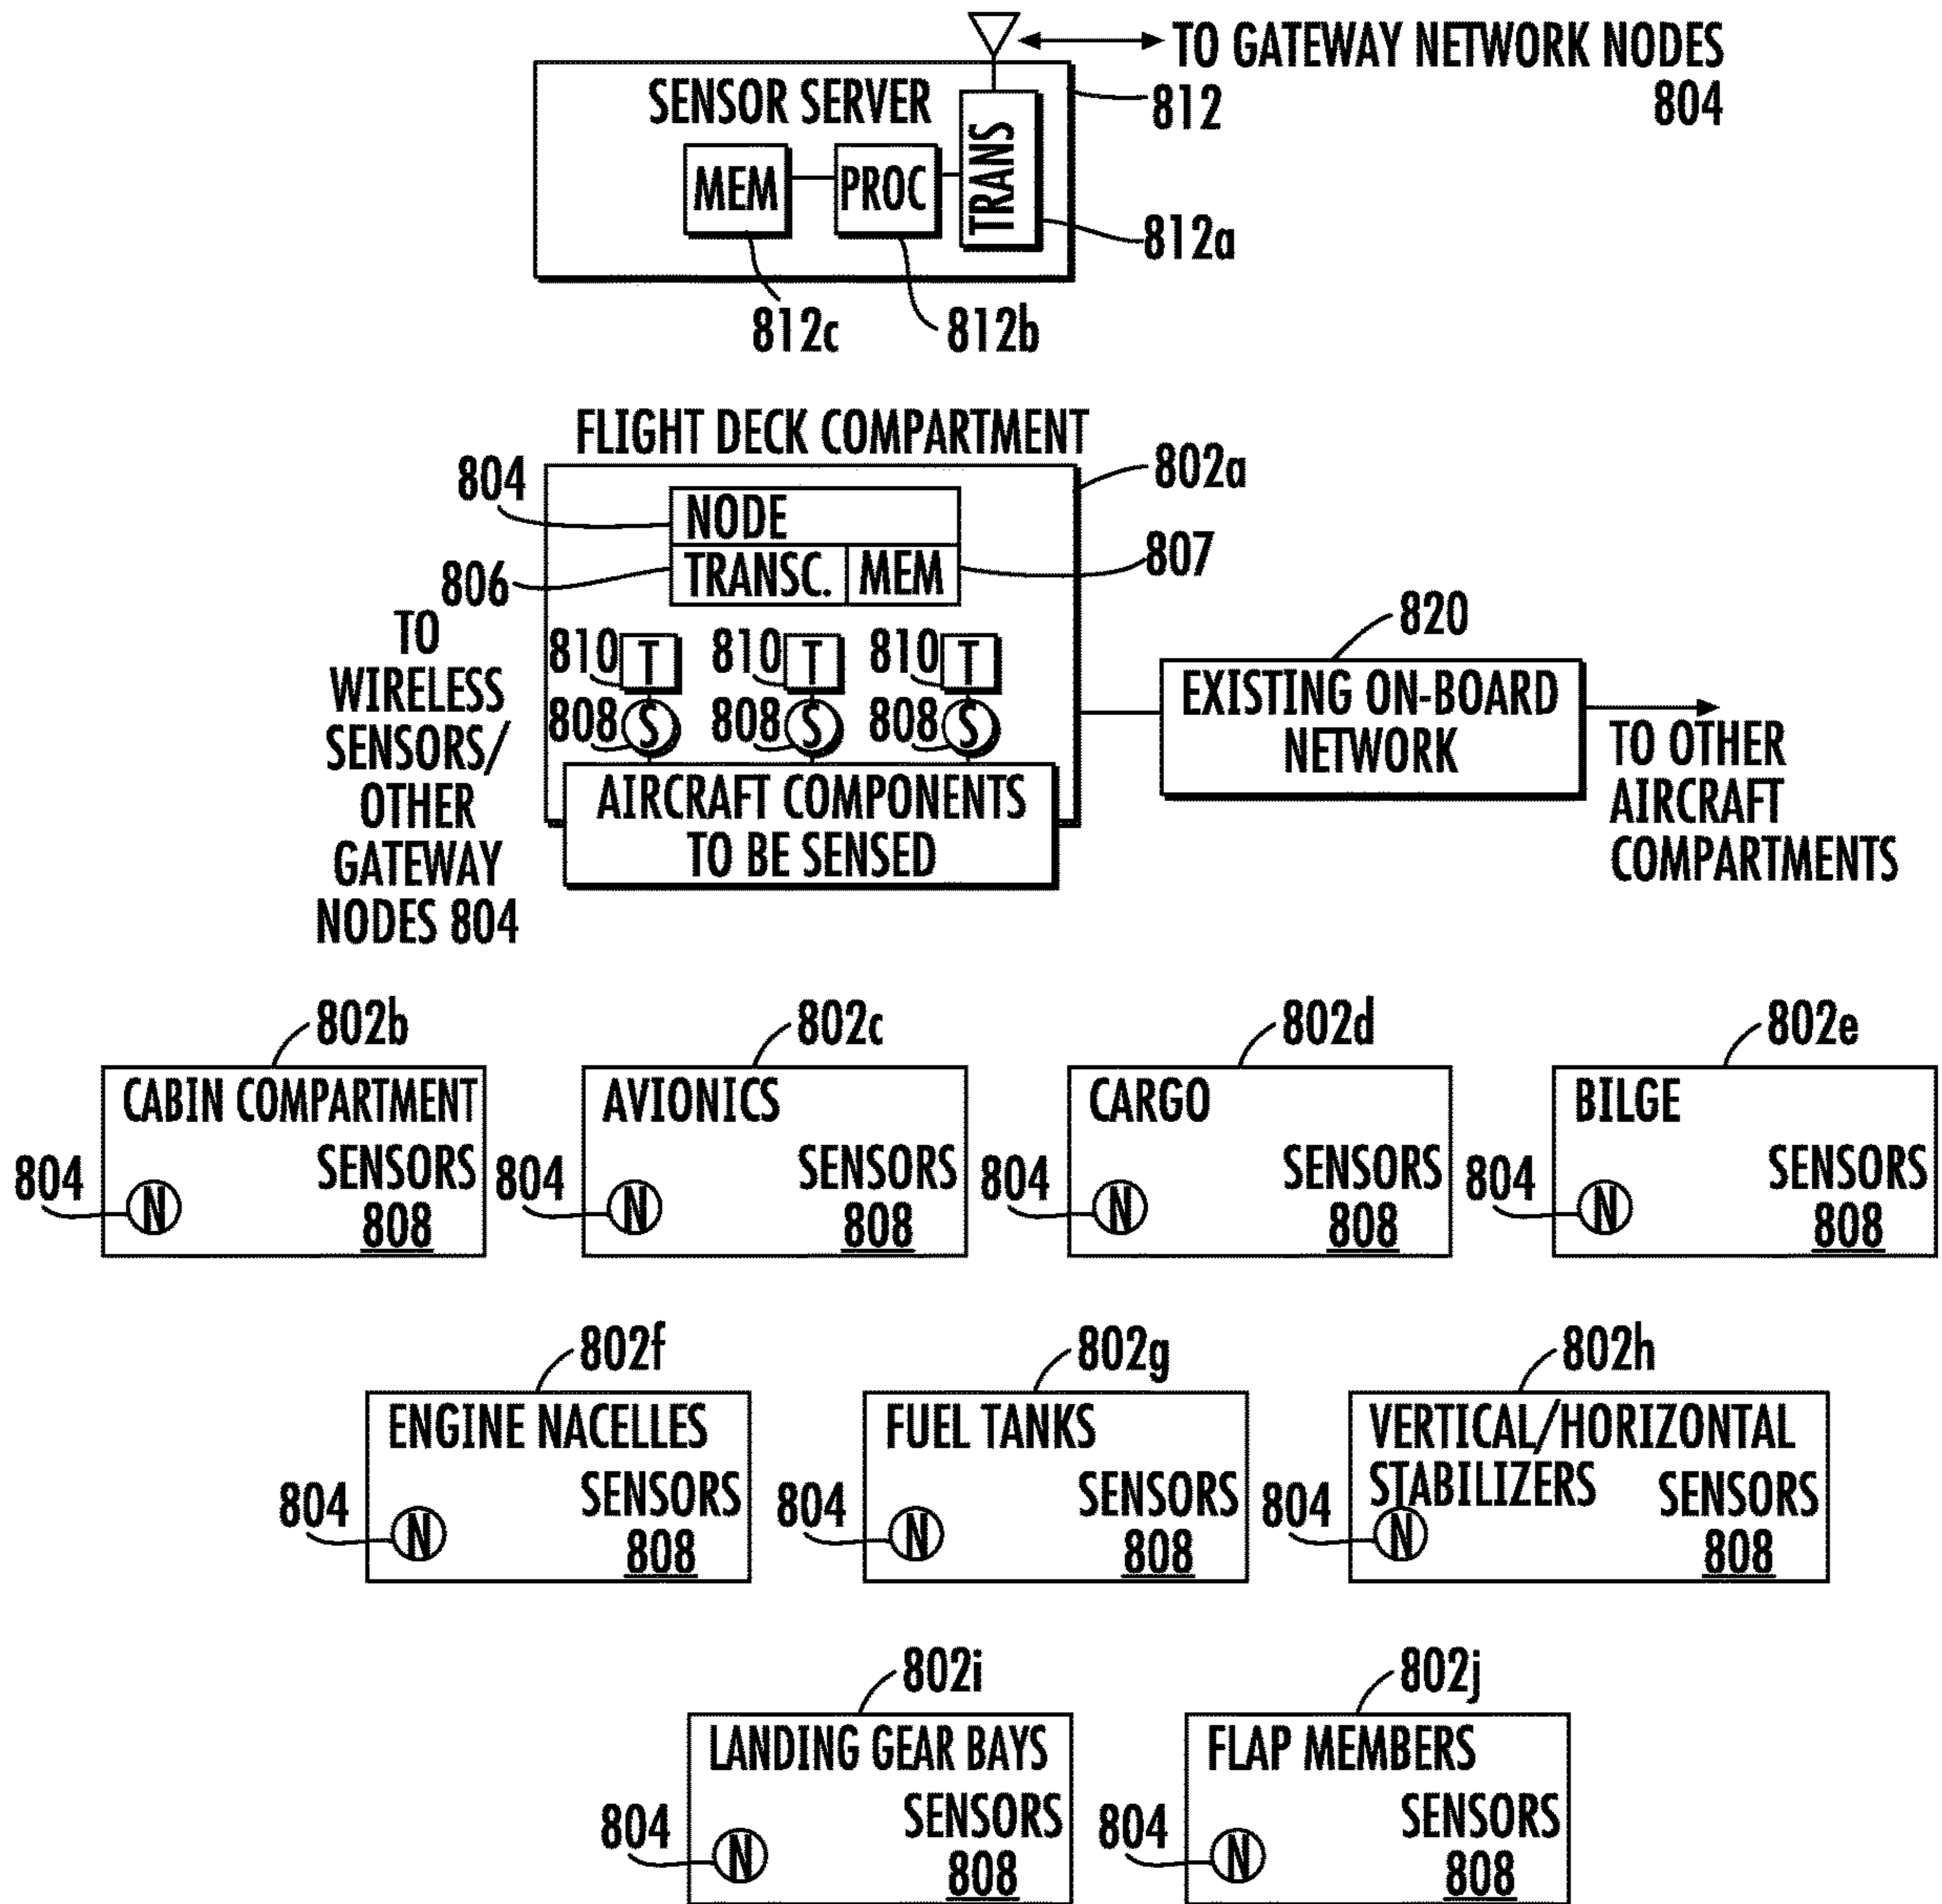 TO GATEWAY NETWORK NODES
804
812
SENSOR SERVER
MEM
PROC
TRANS
812a
812c
812b
FLIGHT DECK COMPARTMENT
802a
804
NODE
TRANSC.
MEM
807
806
TO
WIRELESS
SENSORS/
OTHER
GATEWAY
NODES 804
810
T
810
T
810
T
808
S
808
S
808
S
AIRCRAFT COMPONENTS
TO BE SENSED
820
EXISTING ON-BOARD
NETWORK
TO OTHER
AIRCRAFT
COMPARTMENTS
802b
CABIN COMPARTMENT
SENSORS
808
804
N
802c
AVIONICS
SENSORS
808
804
N
802d
CARGO
SENSORS
808
804
N
802e
BILGE
SENSORS
808
804
N
802f
ENGINE NACELLES
SENSORS
808
804
N
802g
FUEL TANKS
SENSORS
808
804
N
802h
VERTICAL/HORIZONTAL
STABILIZERS
SENSORS
808
804
N
802i
LANDING GEAR BAYS
SENSORS
808
804
N
802j
FLAP MEMBERS
SENSORS
808
804
N